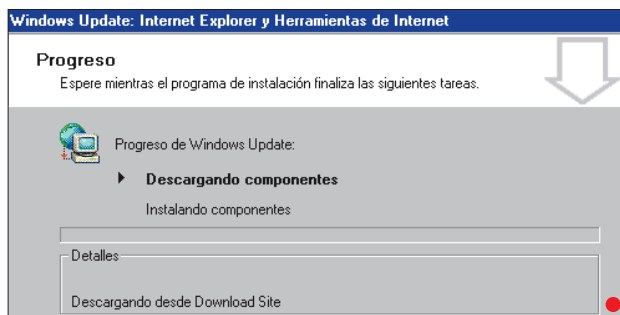 Windows Update: Internet Explorer y Herramientas de Internet
Progreso
Espere mientras el programa de instalación finaliza las siguientes tareas.
Progreso de Windows Update:
Descargando componentes
Instalando componentes
Detalles
Descargando desde Download Site